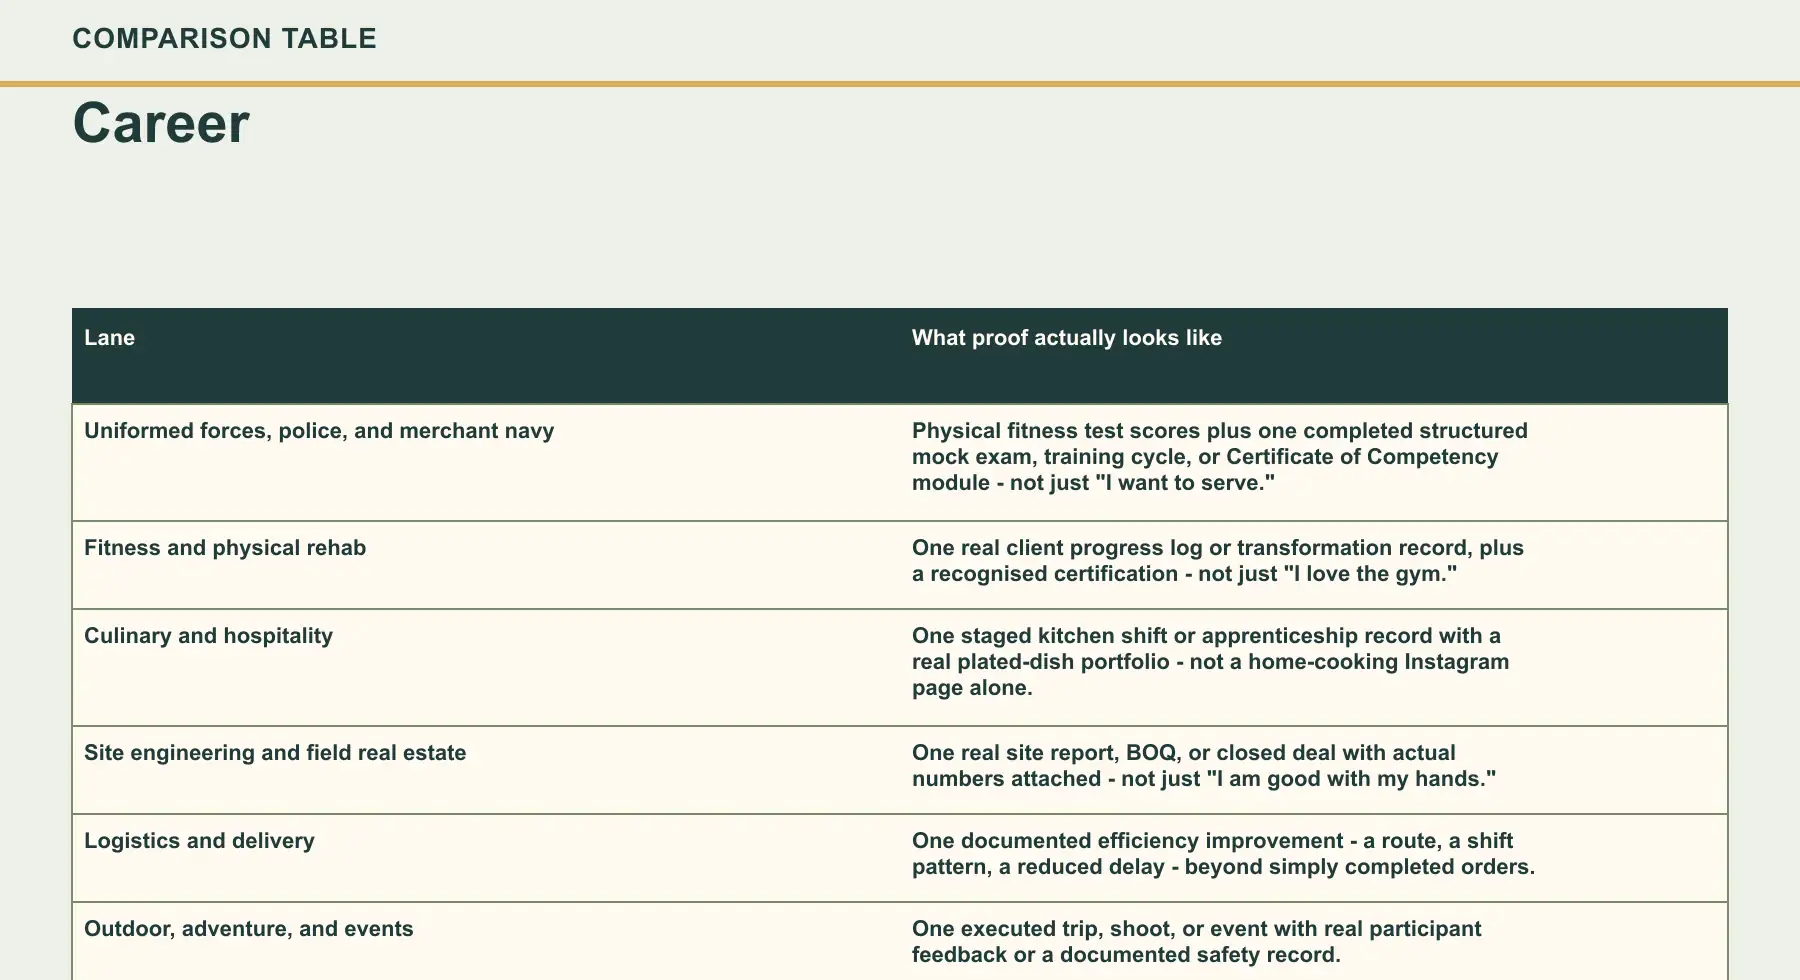 COMPARISON TABLE
Career
Lane
What proof actually looks like
Uniformed forces, police, and merchant navy
Physical fitness test scores plus one completed structured
mock exam, training cycle, or Certificate of Competency
module - not just "I want to serve."
Fitness and physical rehab
One real client progress log or transformation record, plus
a recognised certification - not just "I love the gym."
Culinary and hospitality
One staged kitchen shift or apprenticeship record with a
real plated-dish portfolio - not a home-cooking Instagram
page alone.
Site engineering and field real estate
One real site report, BOQ, or closed deal with actual
numbers attached - not just "I am good with my hands."
Logistics and delivery
One documented efficiency improvement - a route, a shift
pattern, a reduced delay - beyond simply completed orders.
Outdoor, adventure, and events
One executed trip, shoot, or event with real participant
feedback or a documented safety record.